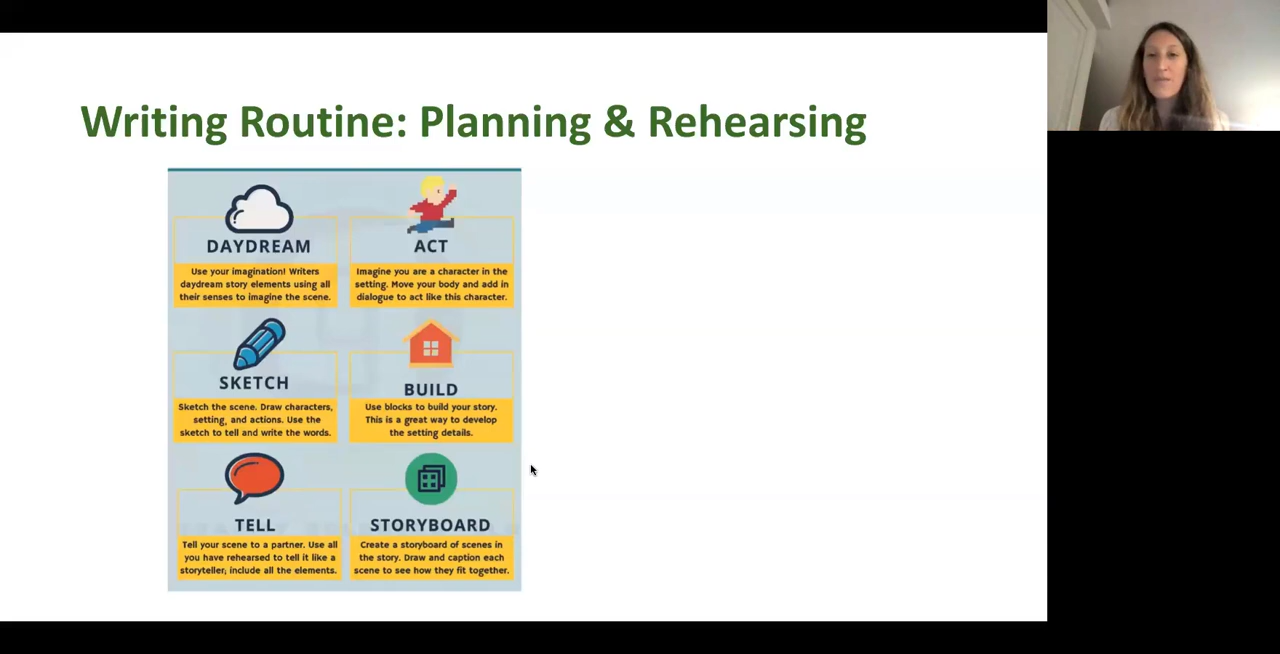 Writing Routine: Planning & Rehearsing
DAYDREAM
Use your imagination! Writers
daydream story elements using all
their senses to imagine the scene.
ACT
Imagine you are a character in the
setting. Move your body and add in
dialogue to act like this character.
SKETCH
Sketch the scene. Draw characters,
setting, and actions. Use the
sketch to tell and write the words.
BUILD
Use blocks to build your story.
This is a great way to develop
the setting details.
TELL
Tell your scene to a partner. Use all
you have rehearsed to tell it like a
storyteller; include all the elements.
STORYBOARD
Create a storyboard of scenes in
the story. Draw and caption each
scene to see how they fit together.